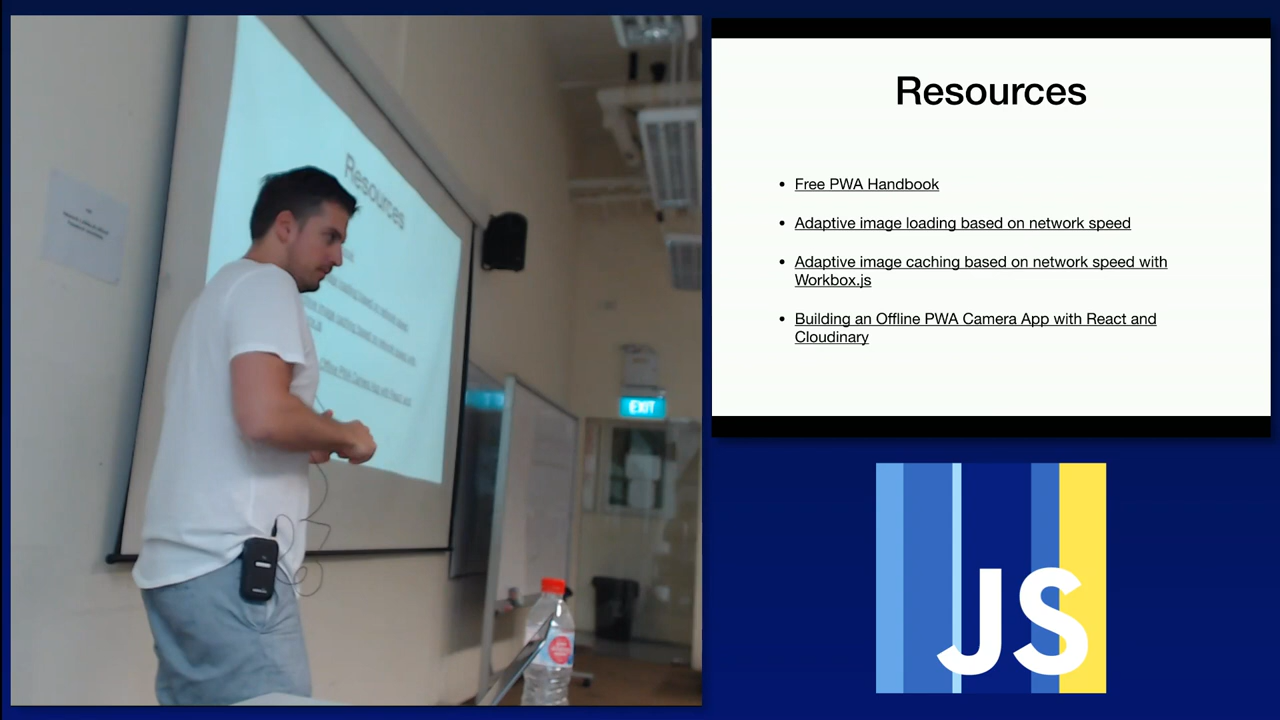 Resources
Free PWA Handbook
Adaptive image loading based on network speed
Adaptive image caching based on network speed with
Workbox.js
Building an Offline PWA Camera App with React and
Cloudinary
Resources
EXIT
JS